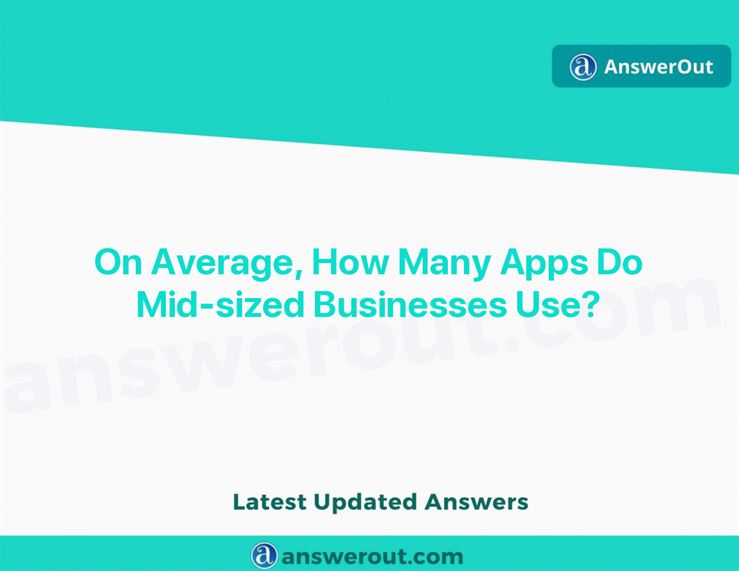 AnswerOut
On Average, How Many Apps Do
Mid-sized Businesses Use?
answerout.com
Latest Updated Answers
answerout.com